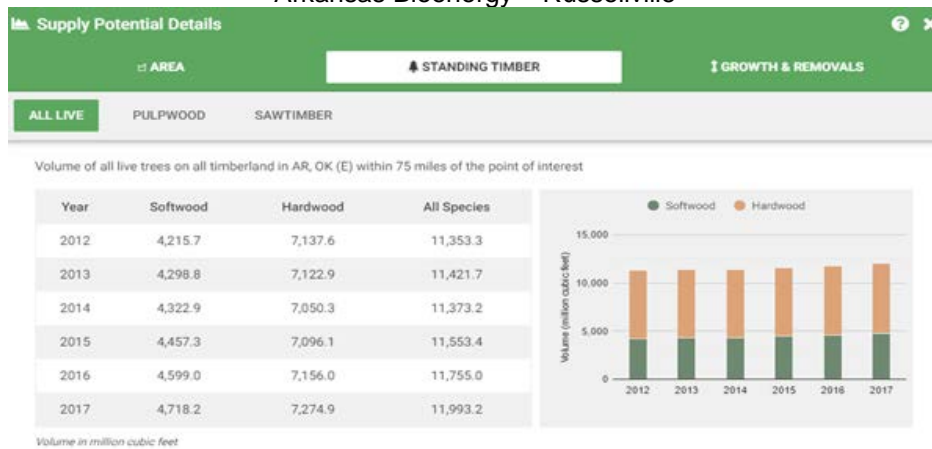 Arkansas Bioenergy – Russellville
Supply Potential Details
AREA
STANDING TIMBER
GROWTH & REMOVALS
ALL LIVE PULPWOOD SAWTIMBER
Volume of all live trees on all timberland in AR, OK (E) within 75 miles of the point of interest
Year Softwood Hardwood All Species
2012 4,215.7 7,137.6 11,353.3
2013 4,298.8 7,122.9 11,421.7
2014 4,322.9 7,050.3 11,373.2
2015 4,457.3 7,096.1 11,553.4
2016 4,599.0 7,156.0 11,755.0
2017 4,718.2 7,274.9 11,993.2
Volume in million cubic feet
Softwood Hardwood
Volume (million cubic feet)
15,000
10,000
5,000
0
2012 2013 2014 2015 2016 2017